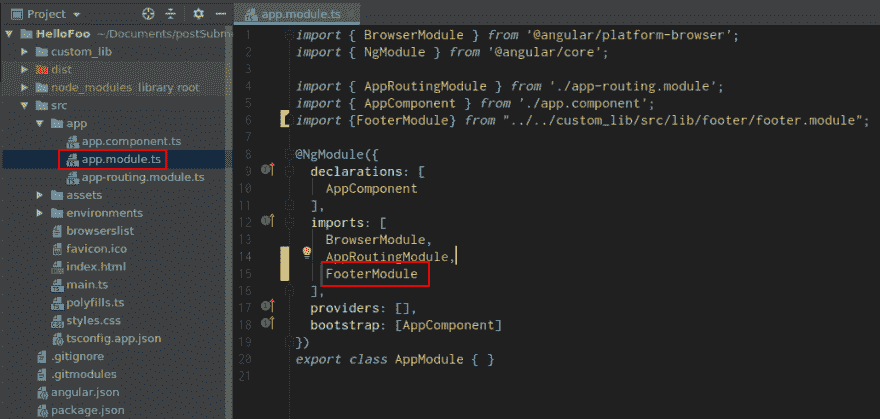 Project
HelloFoo ~/Documents/postSubm
custom_lib
dist
node_modules library root
src
app
app.component.ts
app.module.ts
app-routing.module.ts
assets
environments
browserslist
favicon.ico
index.html
main.ts
polyfills.ts
styles.css
tsconfig.app.json
.gitignore
.gitmodules
angular.json
package.json
app.module.ts
1 import { BrowserModule } from '@angular/platform-browser';
2 import { NgModule } from '@angular/core';
3
4 import { AppRoutingModule } from './app-routing.module';
5 import { AppComponent } from './app.component';
6 import {FooterModule} from "../../custom_lib/src/lib/footer/footer.module";
7
8 @NgModule({
9 declarations: [
10 AppComponent
11 ],
12 imports: [
13 BrowserModule,
14 AppRoutingModule,
15 FooterModule
16 ],
17 providers: [],
18 bootstrap: [AppComponent]
19 })
20 export class AppModule { }
21